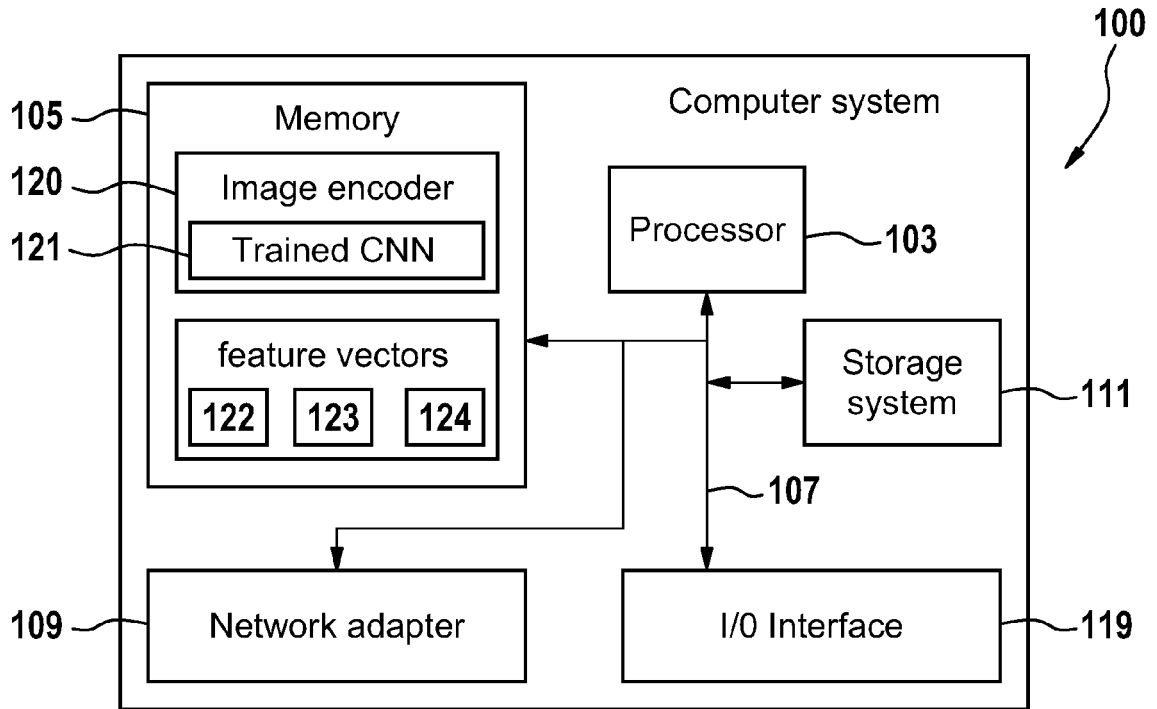 100
105
Memory
Computer system
120
Image encoder
121
Trained CNN
Processor
103
feature vectors
122 123 124
Storage
system
111
107
109
Network adapter
I/0 Interface
119